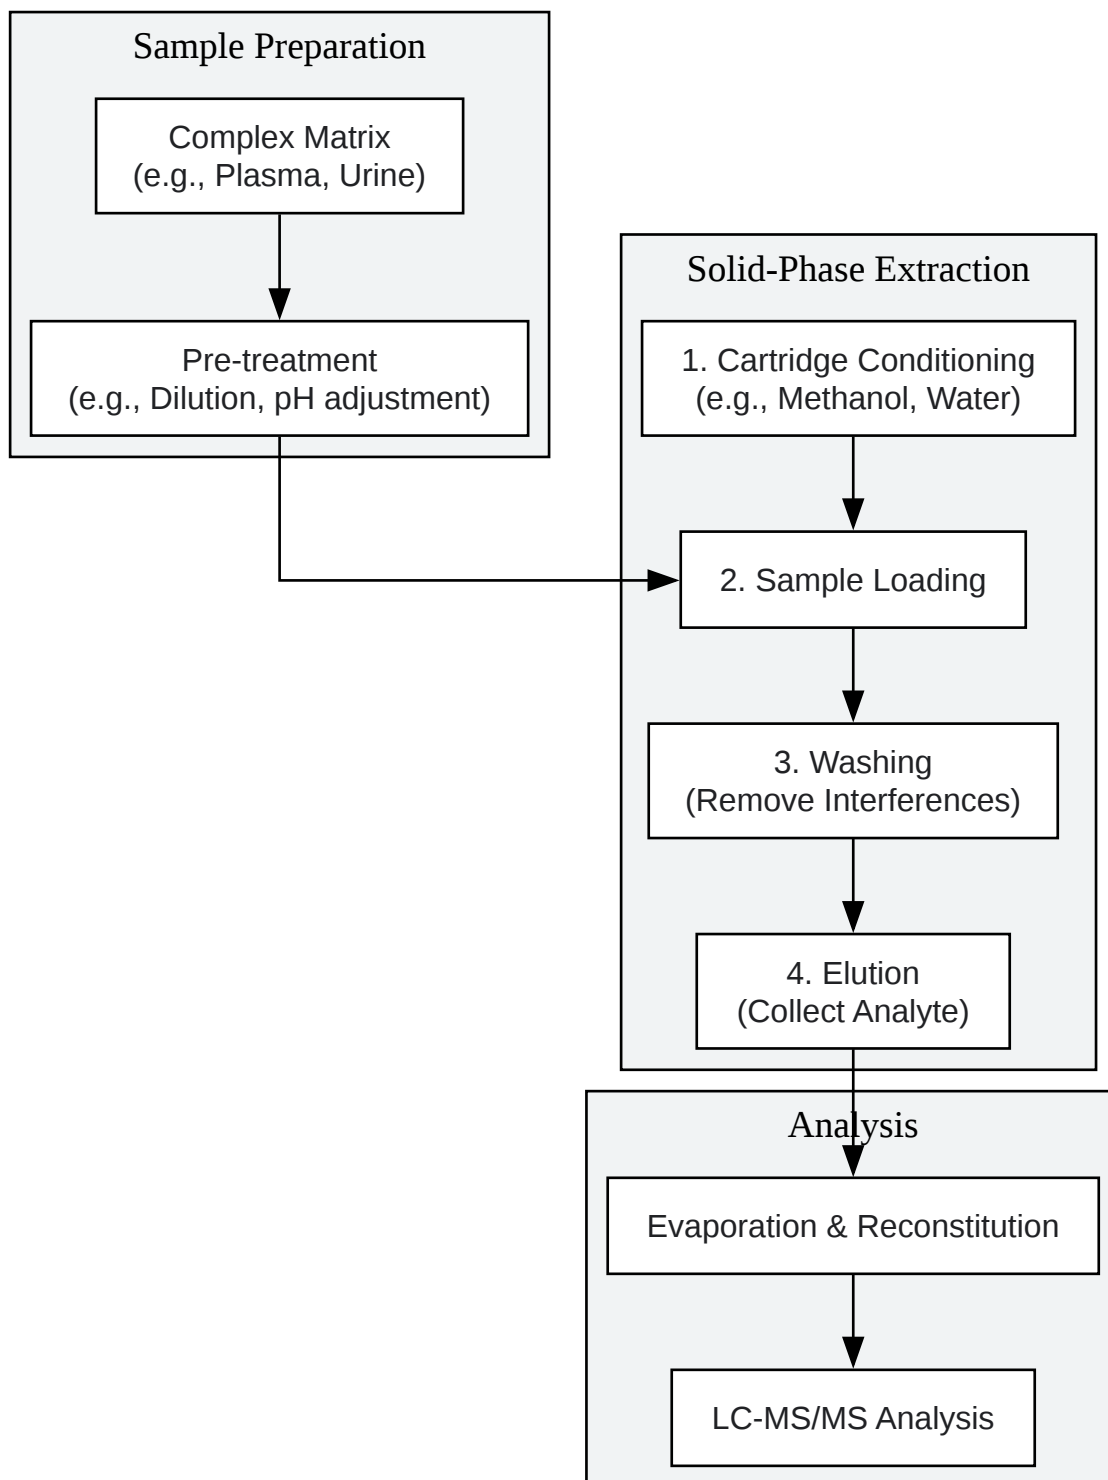 Sample Preparation
Complex Matrix
(e.g., Plasma, Urine)
Pre-treatment
(e.g., Dilution, pH adjustment)
Solid-Phase Extraction
1. Cartridge Conditioning
(e.g., Methanol, Water)
2. Sample Loading
3. Washing
(Remove Interferences)
4. Elution
(Collect Analyte)
Analysis
Evaporation & Reconstitution
LC-MS/MS Analysis